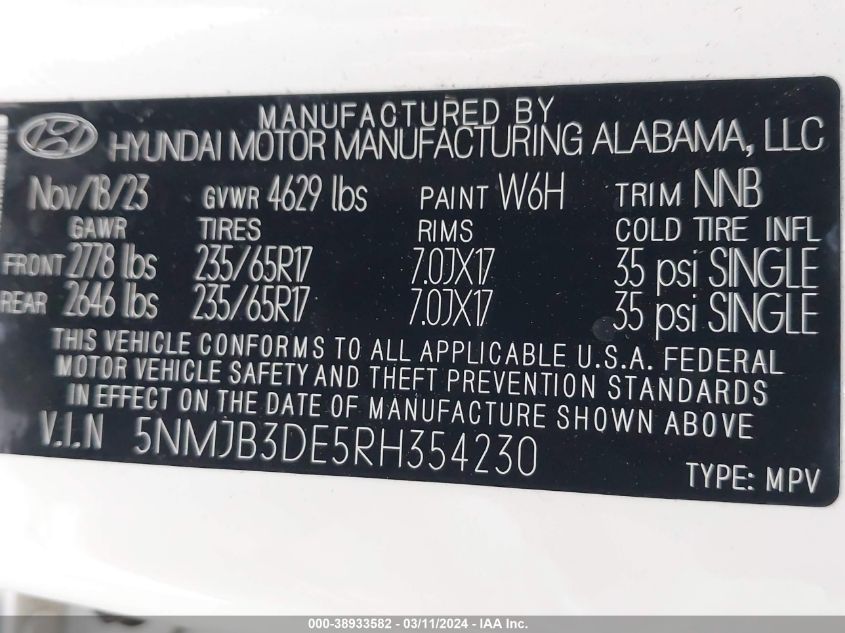 MANUFACTURED BY
HYUNDAI MOTOR MANUFACTURING ALABAMA, LLC
Nov/18/23 GVWR 4629 lbs PAINT W6H TRIM NNB
GAWR TIRES RIMS COLD TIRE INFL
FRONT 2778 lbs 235/65R17 7.0JX17 35 psi SINGLE
REAR 2646 lbs 235/65R17 7.0JX17 35 psi SINGLE
THIS VEHICLE CONFORMS TO ALL APPLICABLE U.S.A. FEDERAL
MOTOR VEHICLE SAFETY AND THEFT PREVENTION STANDARDS
IN EFFECT ON THE DATE OF MANUFACTURE SHOWN ABOVE
V.I.N 5NMJB3DE5RH354230
TYPE: MPV
000-38933582 - 03/11/2024 - IAA Inc.